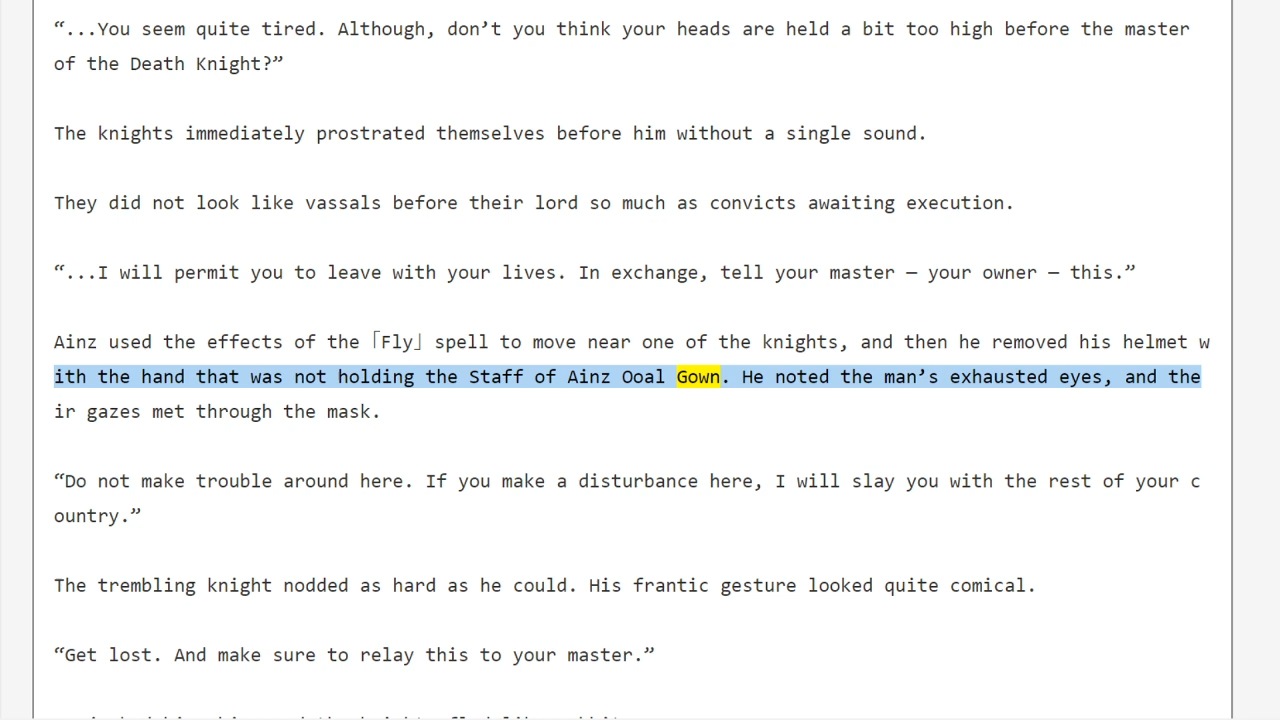 “...You seem quite tired. Although, don’t you think your heads are held a bit too high before the master
of the Death Knight?”
The knights immediately prostrated themselves before him without a single sound.
They did not look like vassals before their lord so much as convicts awaiting execution.
“...I will permit you to leave with your lives. In exchange, tell your master — your owner — this.”
Ainz used the effects of the「Fly」spell to move near one of the knights, and then he removed his helmet w
ith the hand that was not holding the Staff of Ainz Ooal Gown. He noted the man’s exhausted eyes, and the
ir gazes met through the mask.
“Do not make trouble around here. If you make a disturbance here, I will slay you with the rest of your c
ountry.”
The trembling knight nodded as hard as he could. His frantic gesture looked quite comical.
“Get lost. And make sure to relay this to your master.”